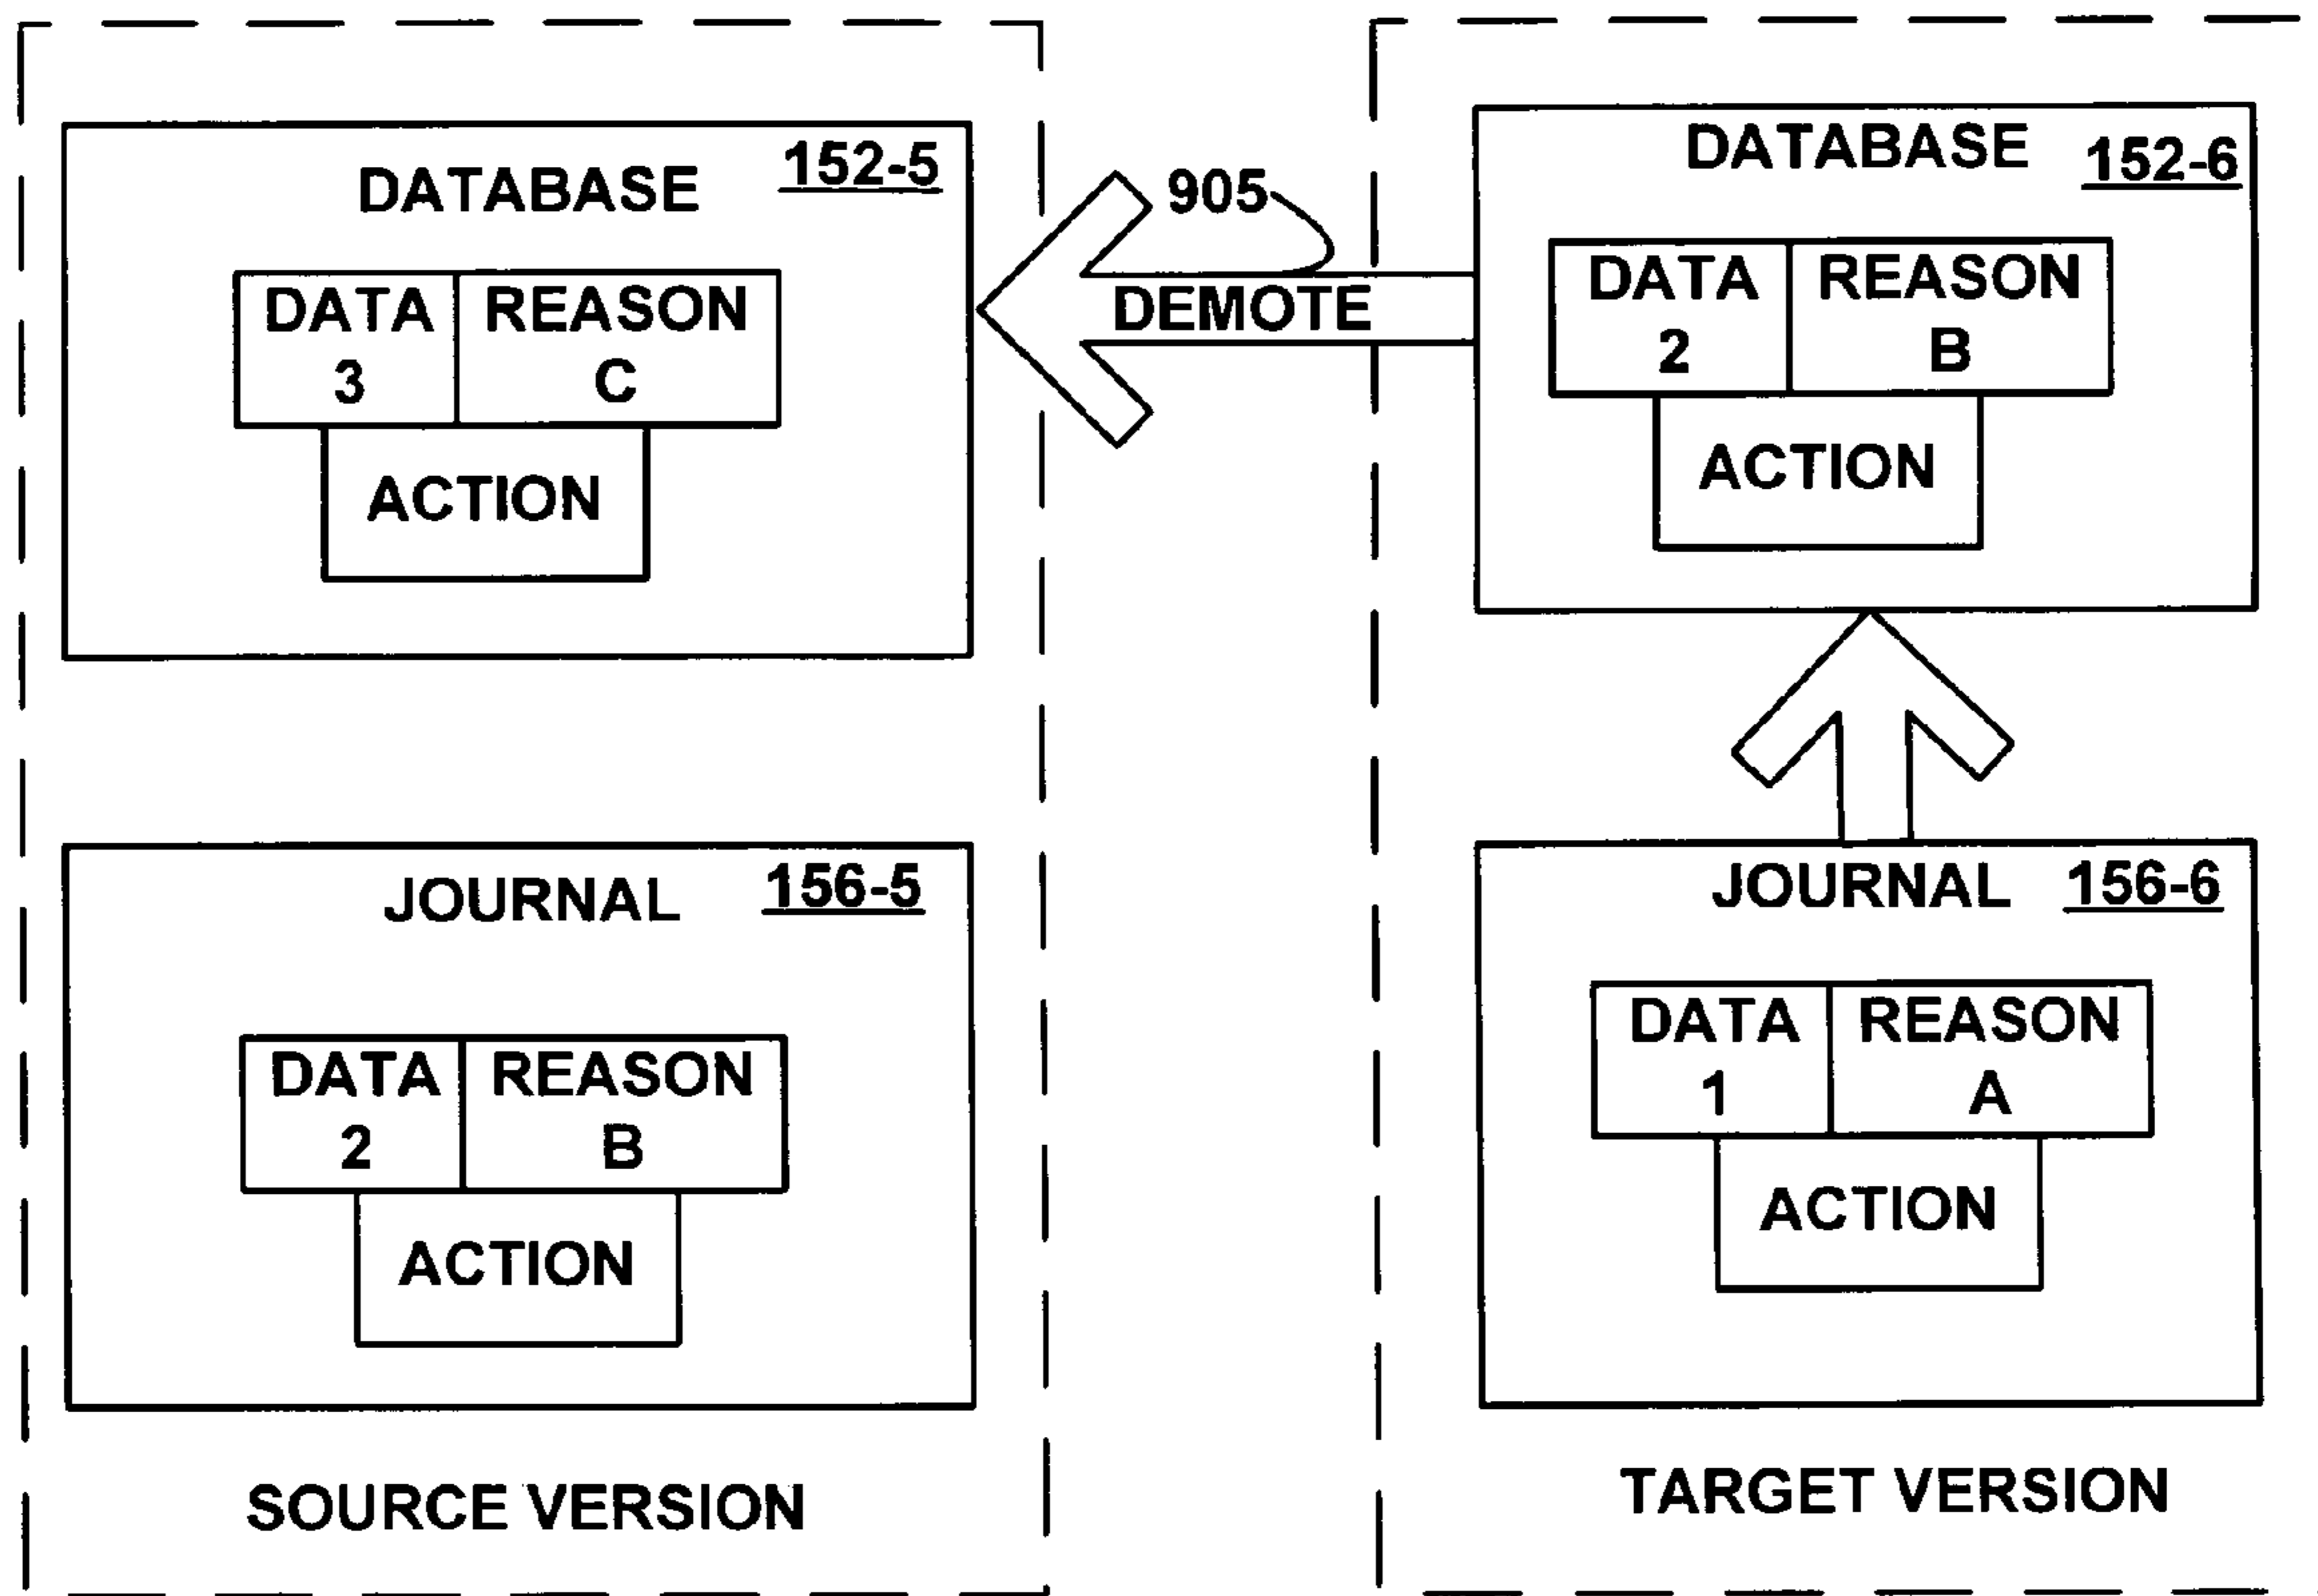 DATABASE 152-5
DATA REASON
3 C
ACTION
905
DEMOTE
DATABASE 152-6
DATA REASON
2 B
ACTION
JOURNAL 156-5
DATA REASON
2 B
ACTION
SOURCE VERSION
JOURNAL 156-6
DATA REASON
1 A
ACTION
TARGET VERSION